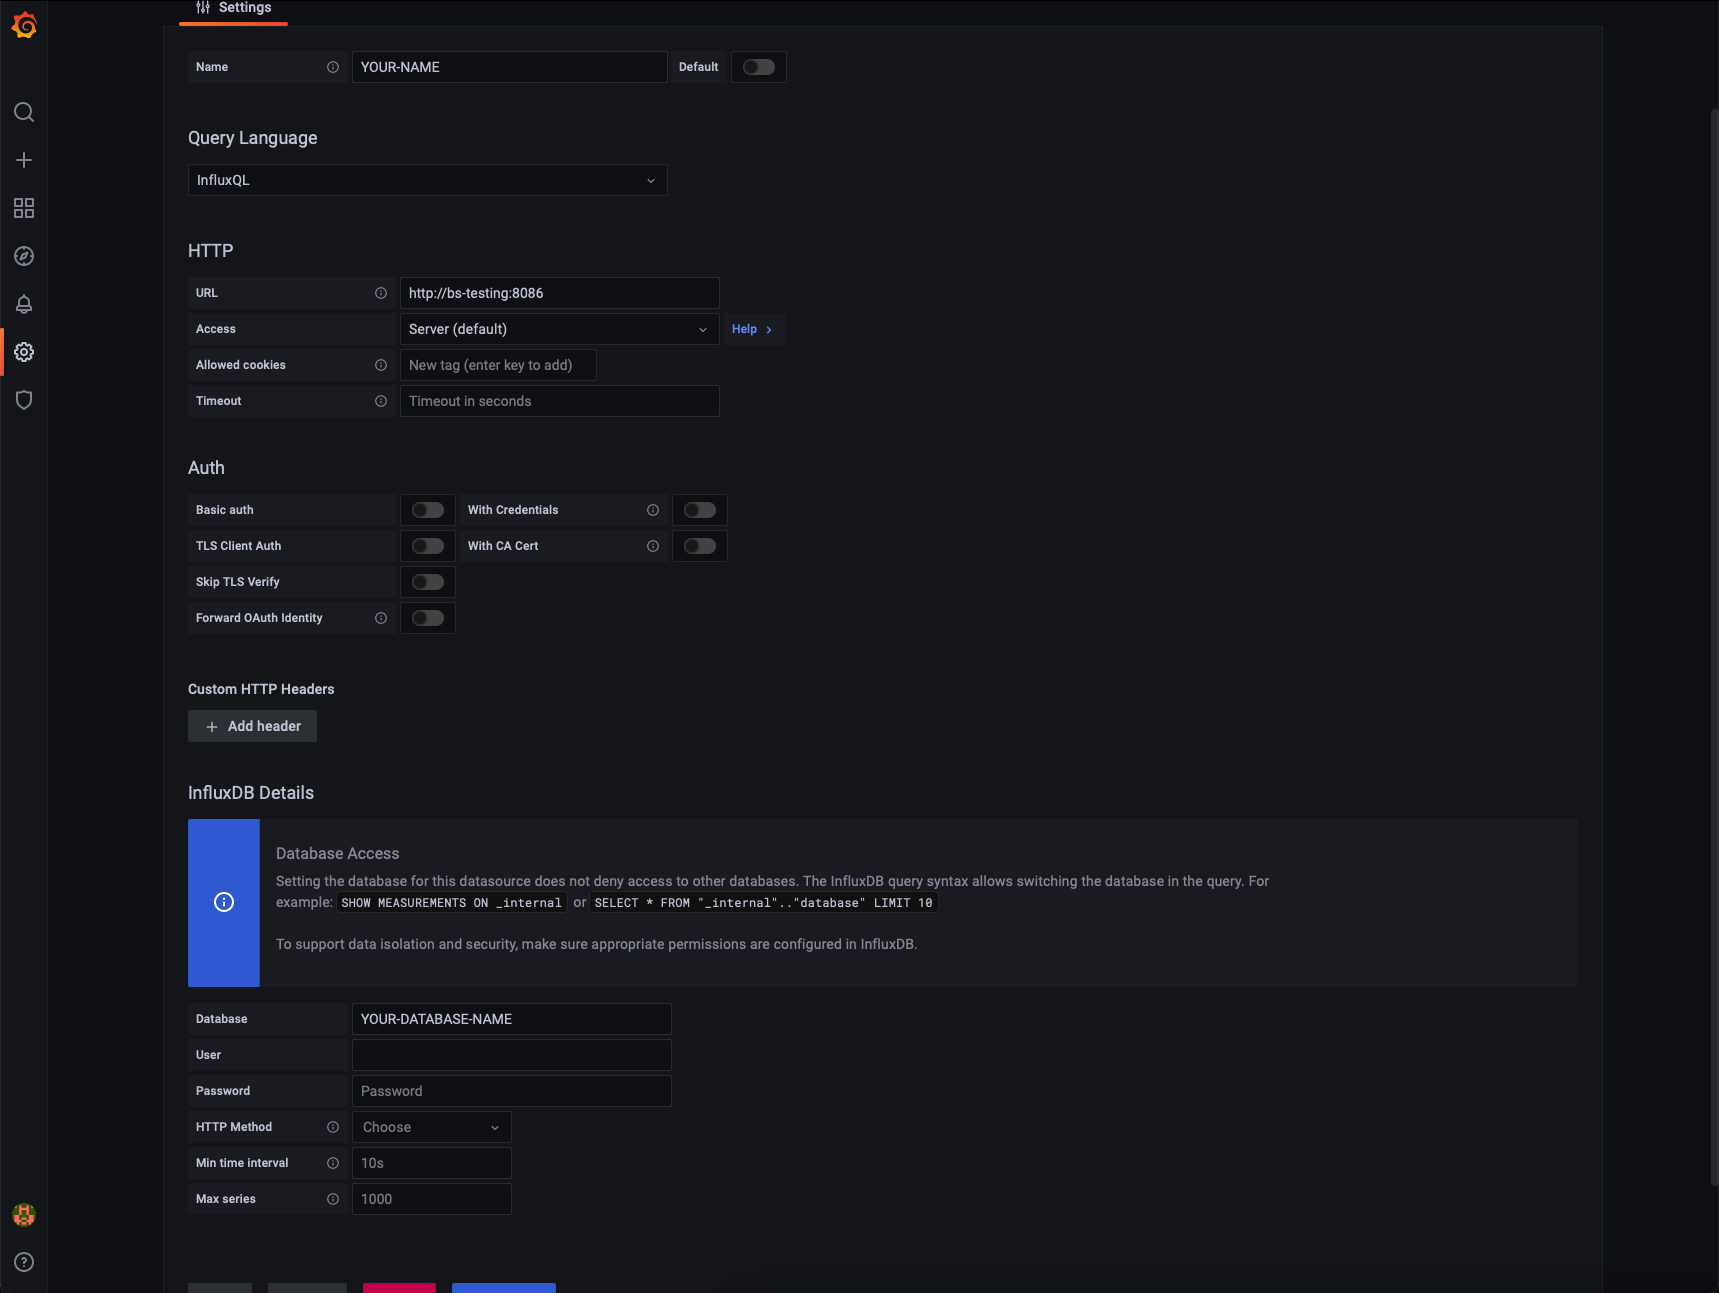 Settings
Name YOUR-NAME Default
Query Language
InfluxQL
HTTP
URL http://bs-testing:8086
Access Server (default) Help
Allowed cookies New tag (enter key to add)
Timeout Timeout in seconds
Auth
Basic auth With Credentials
TLS Client Auth With CA Cert
Skip TLS Verify
Forward OAuth Identity
Custom HTTP Headers
+ Add header
InfluxDB Details
Database Access
Setting the database for this datasource does not deny access to other databases. The InfluxDB query syntax allows switching the database in the query. For
example: SHOW MEASUREMENTS ON _internal or SELECT * FROM "_internal".."database" LIMIT 10
To support data isolation and security, make sure appropriate permissions are configured in InfluxDB.
Database YOUR-DATABASE-NAME
User
Password Password
HTTP Method Choose
Min time interval 10s
Max series 1000